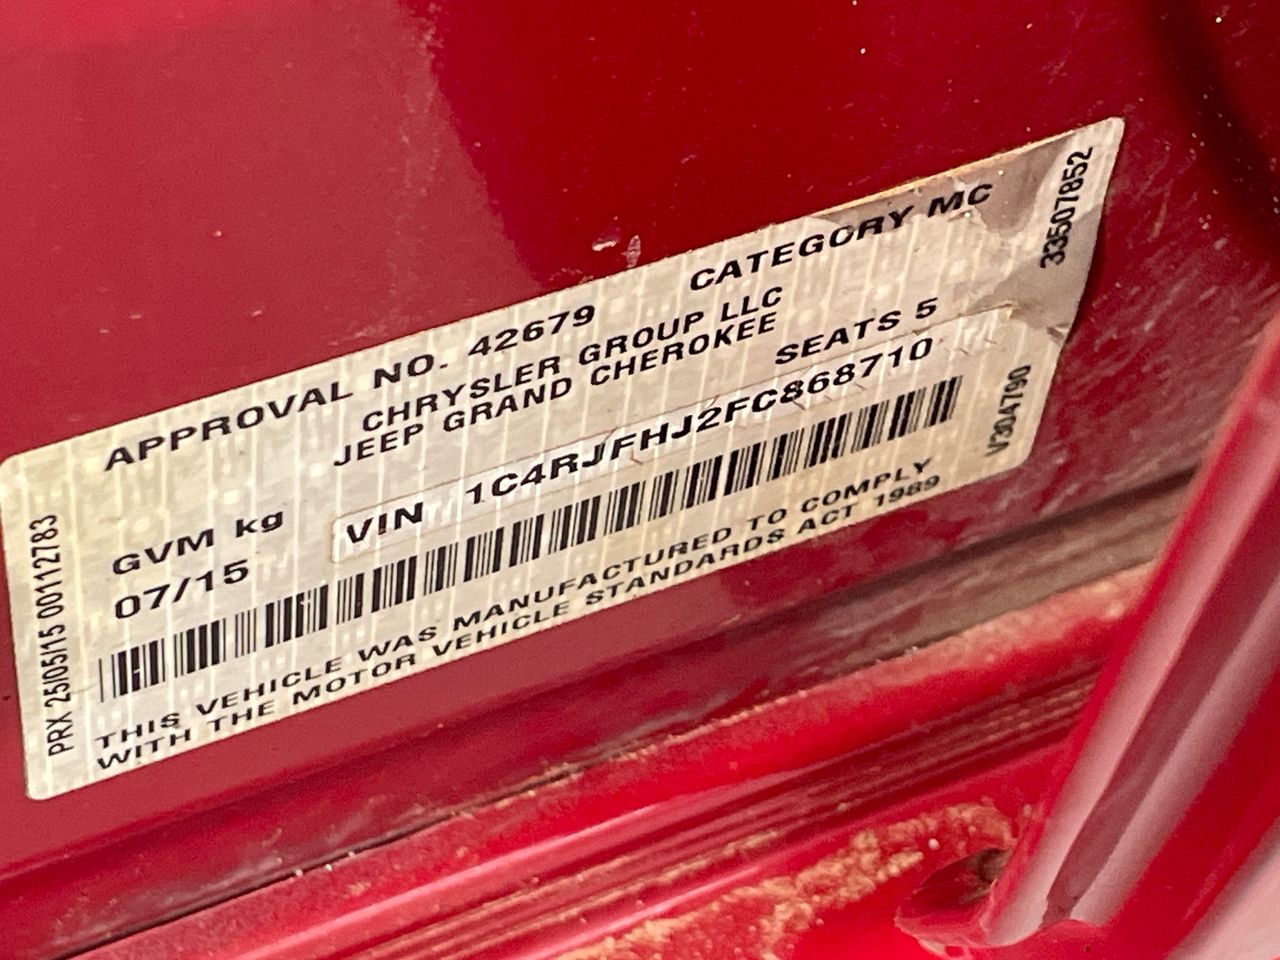 APPROVAL NO. 42679 CATEGORY MC
CHRYSLER GROUP LLC
JEEP GRAND CHEROKEE
SEATS 5
GVM kg
VIN 1C4RJFHJ2FC868710
07/15
THIS VEHICLE WAS MANUFACTURED TO COMPLY
WITH THE MOTOR VEHICLE STANDARDS ACT 1989
PRX 25/05/15 00112783
33507852
V304790